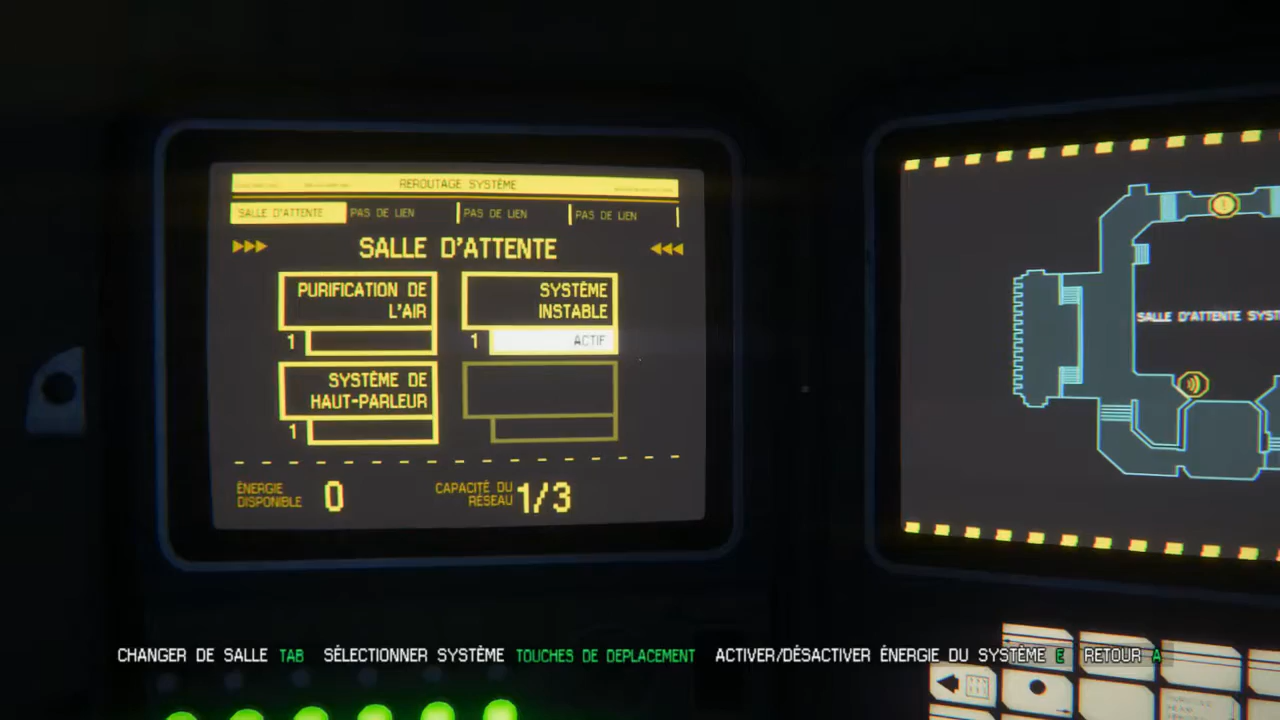 REROUTAGE SYSTÈME
SALLE D'ATTENTE
PAS DE LIEN
PAS DE LIEN
PAS DE LIEN
SALLE D'ATTENTE
PURIFICATION DE
L'AIR
1
SYSTÈME
INSTABLE
1 ACTIF
SYSTÈME DE
HAUT-PARLEUR
1
ÉNERGIE
DISPONIBLE
0
CAPACITÉ DU
RÉSEAU
1/3
SALLE D'ATTENTE SYST
CHANGER DE SALLE TAB SÉLECTIONNER SYSTÈME TOUCHES DE DEPLACEMENT ACTIVER/DÉSACTIVER ÉNERGIE DU SYSTÈME E RETOUR A